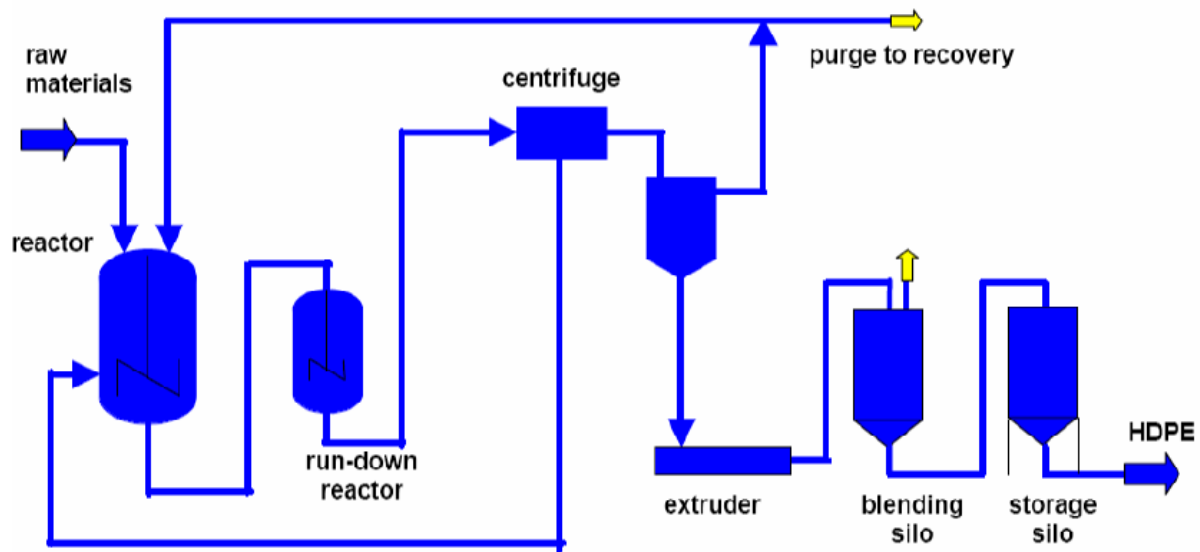 raw
materials
centrifuge
purge to recovery
reactor
run-down
reactor
extruder
blending
silo
storage
silo
HDPE